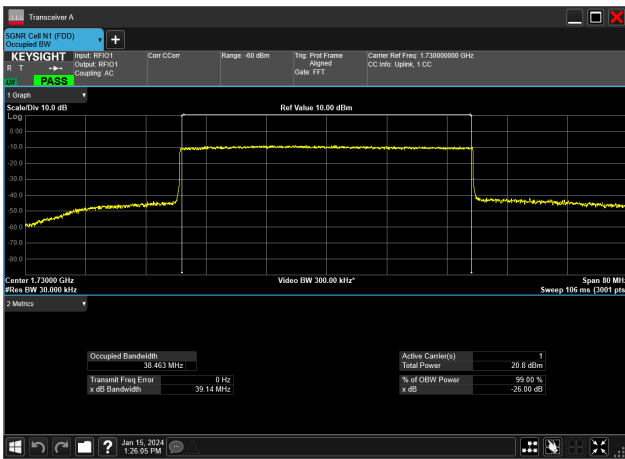 Transceiver A
5GNR Cell N1 (FDD)
Occupied BW
KEYSIGHT
R T
LNI
PASS
Input: RFIO1
Output: RFIO1
Coupling: AC
Corr CCorr
Range: -60 dBm
Trig: Prot Frame
Aligned
Gate: FFT
Carrier Ref Freq: 1.730000000 GHz
CC Info: Uplink, 1 CC
1 Graph
Scale/Div 10.0 dB
Ref Value 10.00 dBm
Log
0.00
-10.0
-20.0
-30.0
-40.0
-50.0
-60.0
-70.0
-80.0
Center 1.73000 GHz
Video BW 300.00 kHz*
Span 80 MHz
#Res BW 30.000 kHz
Sweep 106 ms (3001 pts
2 Metrics
Occupied Bandwidth
38.463 MHz
Active Carrier(s) 1
Total Power 20.8 dBm
Transmit Freq Error 0 Hz
x dB Bandwidth 39.14 MHz
% of OBW Power 99.00 %
x dB -26.00 dB
Jan 15, 2024
1:26:05 PM